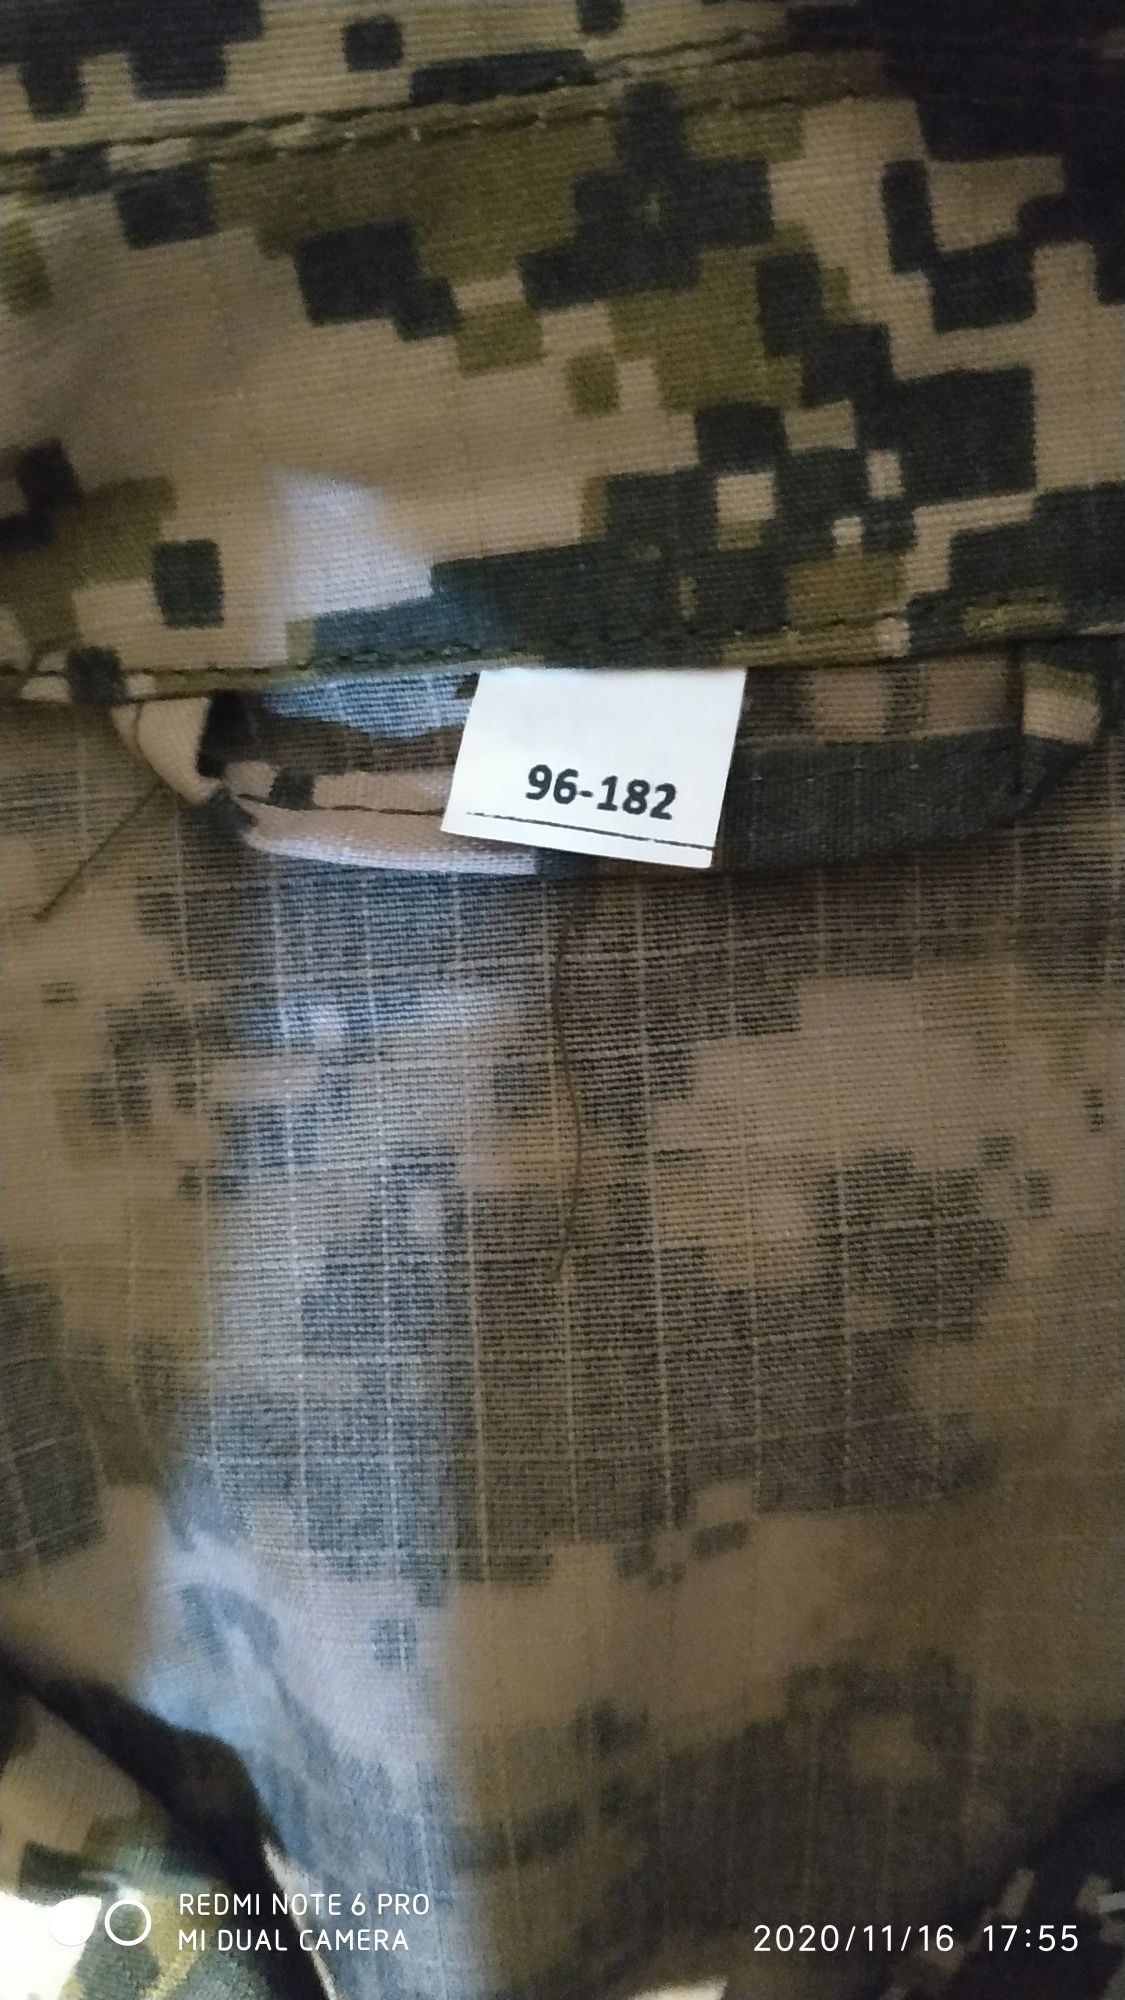 96-182
REDMI NOTE 6 PRO
MI DUAL CAMERA
2020/11/16 17:55